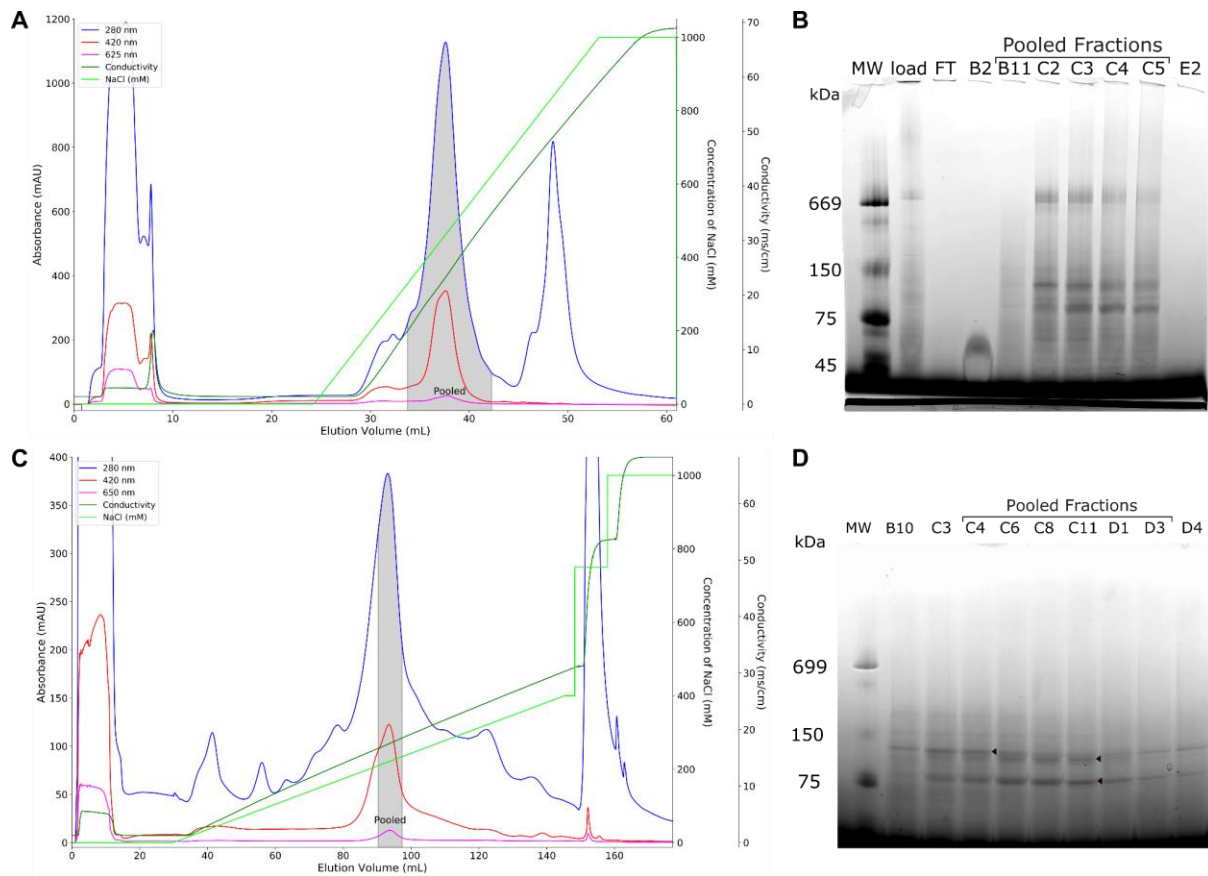 A
280 nm
420 nm
625 nm
Conductivity
NaCl (mM)
1200
1000
800
600
400
200
0
Absorbance (mAU)
0
10
20
30
40
50
60
Elution Volume (mL)
Pooled
1000
800
600
400
200
0
Concentration of NaCl (mM)
70
60
50
40
30
20
10
0
Conductivity (ms/cm)
B
Pooled Fractions
MW load FT B2 B11 C2 C3 C4 C5 E2
kDa
669
150
75
45
C
280 nm
420 nm
650 nm
Conductivity
NaCl (mM)
400
350
300
250
200
150
100
50
0
Absorbance (mAU)
0
20
40
60
80
100
120
140
160
Elution Volume (mL)
Pooled
1000
800
600
400
200
0
Concentration of NaCl (mM)
60
50
40
30
20
10
0
Conductivity (ms/cm)
D
Pooled Fractions
MW B10 C3 C4 C6 C8 C11 D1 D3 D4
kDa
699
150
75